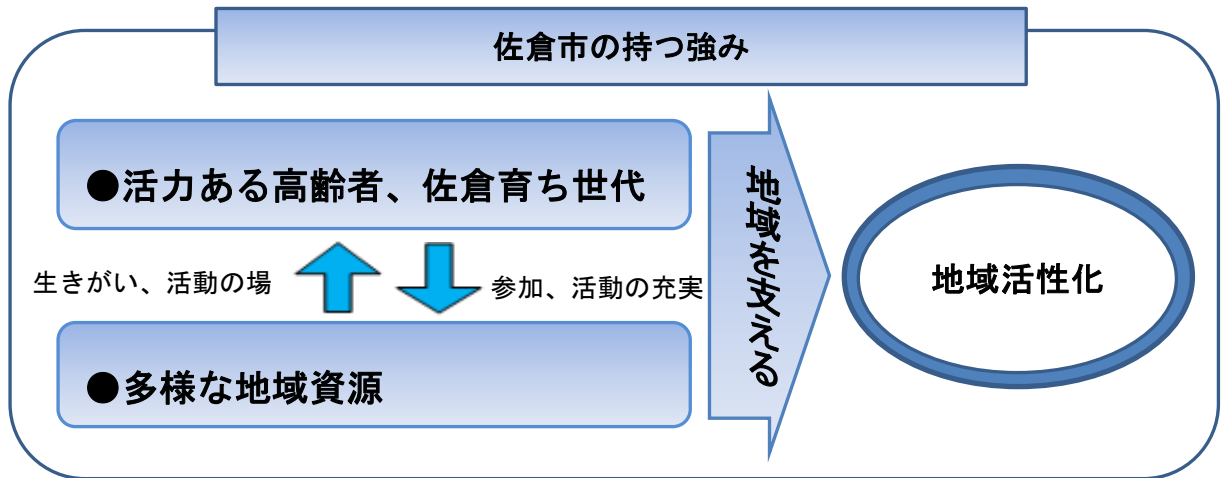 佐倉市の持つ強み
●活力ある高齢者、佐倉育ち世代
生きがい、活動の場
参加、活動の充実
●多様な地域資源
地域を支える
地域活性化